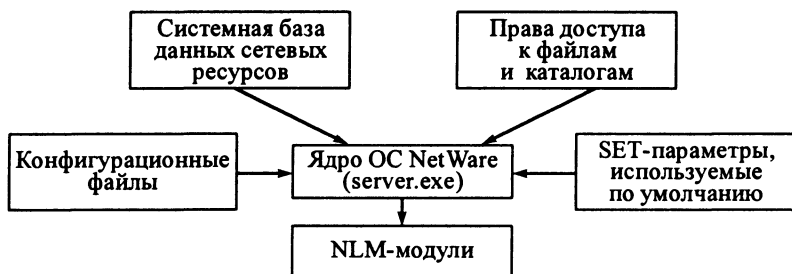 Системная база
данных сетевых
ресурсов
Права доступа
к файлам
и каталогам
Конфигурационные
файлы
Ядро ОС NetWare
(server.exe)
SET-параметры,
используемые
по умолчанию
NLM-модули